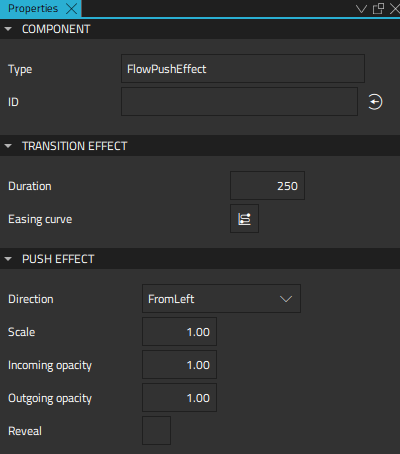 Properties
COMPONENT
Type FlowPushEffect
ID
TRANSITION EFFECT
Duration 250
Easing curve
PUSH EFFECT
Direction FromLeft
Scale 1.00
Incoming opacity 1.00
Outgoing opacity 1.00
Reveal